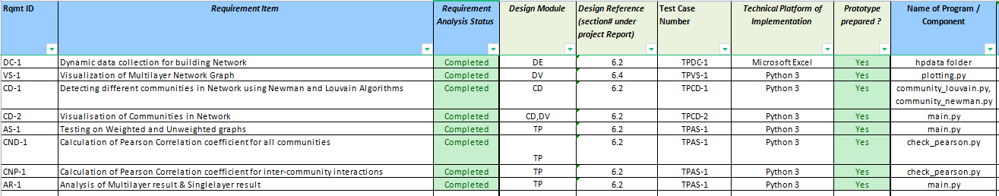 Rqmt ID Requirement Item Requirement Analysis Status Design Module Design Reference (section# under project Report) Test Case Number Technical Platform of Implementation Prototype prepared ? Name of Program / Component
DC-1 Dynamic data collection for building Network Completed DE 6.2 TPDC-1 Microsoft Excel Yes hpdata folder
VS-1 Visualization of Multilayer Network Graph Completed DV 6.4 TPVS-1 Python 3 Yes plotting.py
CD-1 Detecting different communities in Network using Newman and Louvain Algorithms Completed CD 6.2 TPCD-1 Python 3 Yes community_louvain.py, community_newman.py
CD-2 Visualisation of Communities in Network Completed CD,DV 6.2 TPCD-2 Python 3 Yes main.py
AS-1 Testing on Weighted and Unweighted graphs Completed TP 6.2 TPAS-1 Python 3 Yes main.py
CND-1 Calculation of Pearson Correlation coefficient for all communities Completed TP 6.2 TPAS-1 Python 3 Yes check_pearson.py
CNP-1 Calculation of Pearson Correlation coefficient for inter-community interactions Completed TP 6.2 TPAS-1 Python 3 Yes check_pearson.py
AR-1 Analysis of Multilayer result & Singlelayer result Completed TP 6.2 TPAS-1 Python 3 Yes main.py